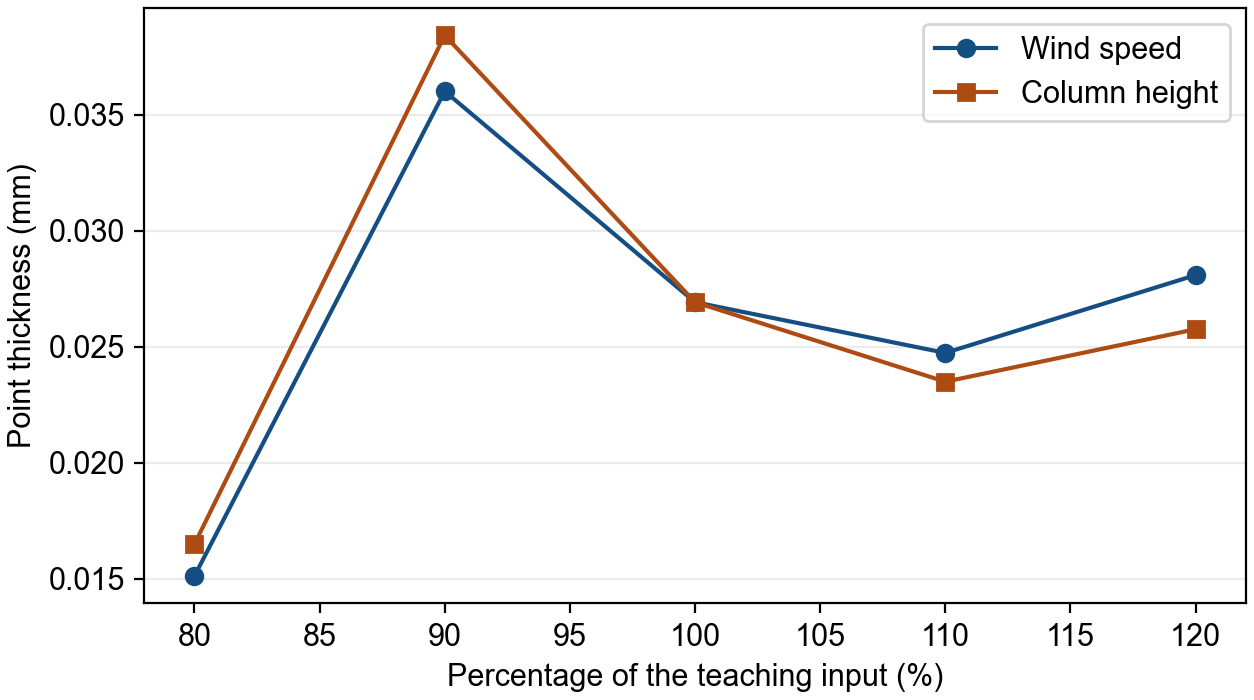 Wind speed
Column height
0.035
0.030
0.025
0.020
0.015
Point thickness (mm)
80 85 90 95 100 105 110 115 120
Percentage of the teaching input (%)